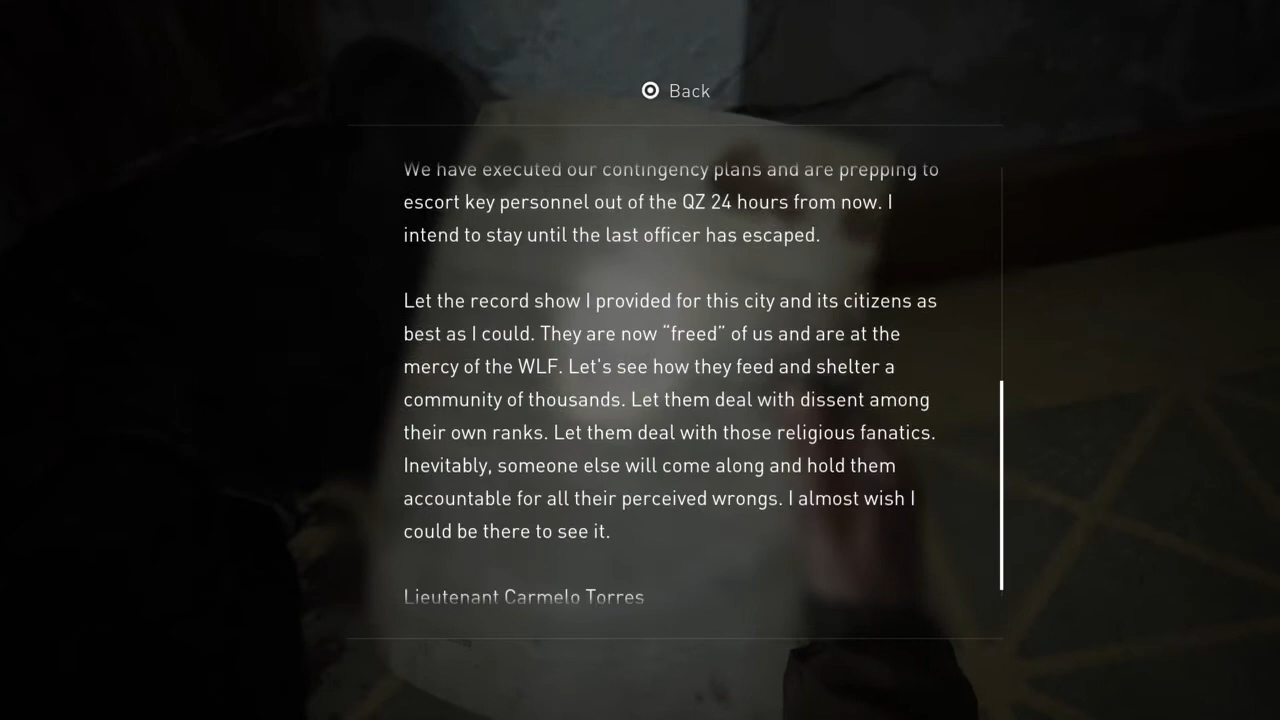 Back
We have executed our contingency plans and are prepping to
escort key personnel out of the QZ 24 hours from now. I
intend to stay until the last officer has escaped.
Let the record show I provided for this city and its citizens as
best as I could. They are now “freed” of us and are at the
mercy of the WLF. Let's see how they feed and shelter a
community of thousands. Let them deal with dissent among
their own ranks. Let them deal with those religious fanatics.
Inevitably, someone else will come along and hold them
accountable for all their perceived wrongs. I almost wish I
could be there to see it.
Lieutenant Carmelo Torres